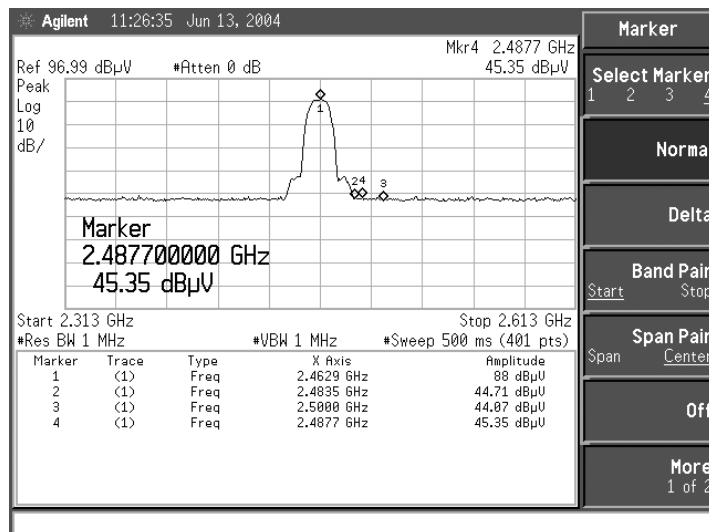 Agilent 11:26:35 Jun 13, 2004
Mkr4 2.4877 GHz
Ref 96.99 dBµV #Atten 0 dB 45.35 dBµV
Peak
Log
10
dB/
1
2 4 3
Marker
2.487700000 GHz
45.35 dBµV
Start 2.313 GHz Stop 2.613 GHz
#Res BW 1 MHz #VBW 1 MHz #Sweep 500 ms (401 pts)
Marker Trace Type X Axis Amplitude
1 (1) Freq 2.4629 GHz 88 dBµV
2 (1) Freq 2.4835 GHz 44.71 dBµV
3 (1) Freq 2.5000 GHz 44.07 dBµV
4 (1) Freq 2.4877 GHz 45.35 dBµV
Marker
Select Marker
1 2 3 4
Norma
Delta
Band Pair
Start Stop
Span Pair
Span Center
Off
More
1 of 2